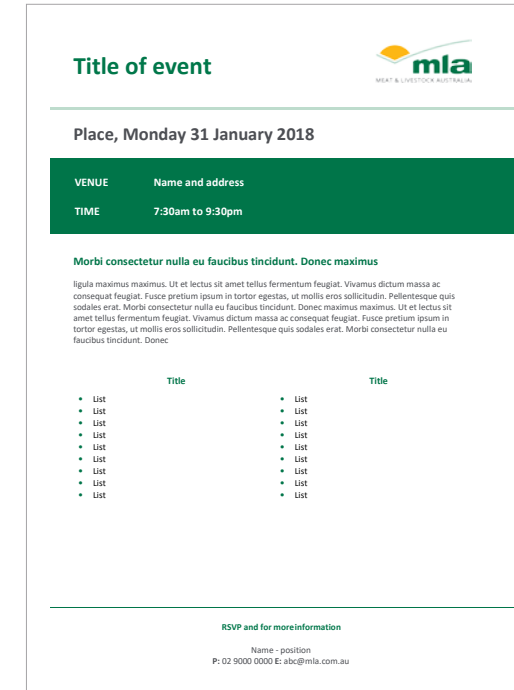 Title of event
mla
MEAT & LIVESTOCK AUSTRALIA
Place, Monday 31 January 2018
VENUE Name and address
TIME 7:30am to 9:30pm
Morbi consectetur nulla eu faucibus tincidunt. Donec maximus
ligula maximus maximus. Ut et lectus sit amet tellus fermentum feugiat. Vivamus dictum massa ac
consequat feugiat. Fusce pretium ipsum in tortor egestas, ut mollis eros sollicitudin. Pellentesque quis
sodales erat. Morbi consectetur nulla eu faucibus tincidunt. Donec maximus maximus. Ut et lectus sit
amet tellus fermentum feugiat. Vivamus dictum massa ac consequat feugiat. Fusce pretium ipsum in
tortor egestas, ut mollis eros sollicitudin. Pellentesque quis sodales erat. Morbi consectetur nulla eu
faucibus tincidunt. Donec
Title
• List
• List
• List
• List
• List
• List
• List
• List
• List
Title
• List
• List
• List
• List
• List
• List
• List
• List
• List
RSVP and for moreinformation
Name - position
P: 02 9000 0000 E: abc@mla.com.au